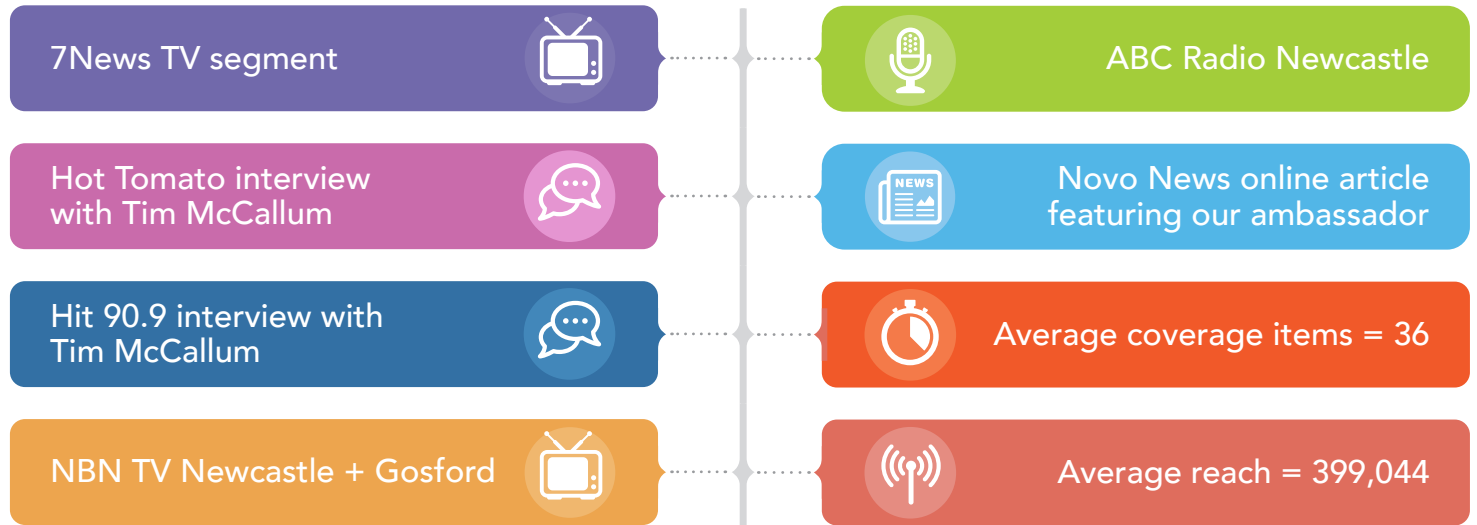 7News TV segment
ABC Radio Newcastle
Hot Tomato interview
with Tim McCallum
NEWS
Novo News online article
featuring our ambassador
Hit 90.9 interview with
Tim McCallum
Average coverage items = 36
NBN TV Newcastle + Gosford
Average reach = 399,044